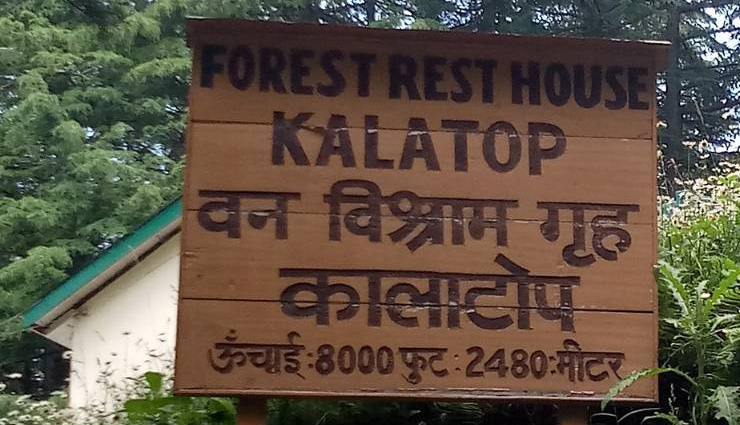 FOREST REST HOUSE
KALATOP
वन विश्राम गृह
कालाटोप
ऊँचाई:8000 फुट : 2480:मीटर